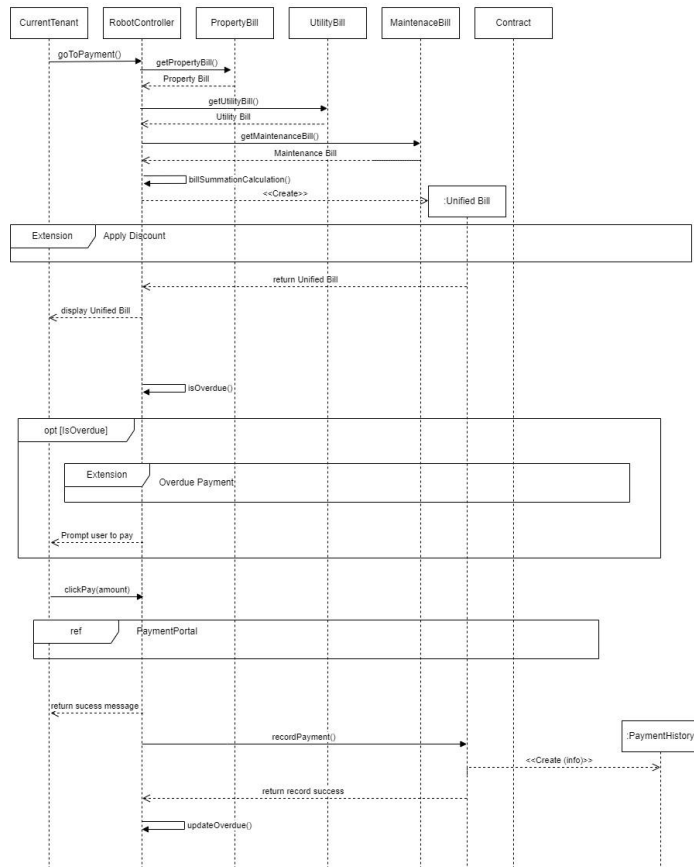 CurrentTenant
RobotController
PropertyBill
UtilityBill
MaintenaceBill
Contract
goToPayment()
getPropertyBill()
Property Bill
getUtilityBill()
Utility Bill
getMaintenanceBill()
Maintenance Bill
billSummationCalculation()
<<Create>>
:Unified Bill
Extension
Apply Discount
return Unified Bill
display Unified Bill
isOverdue()
opt [IsOverdue]
Extension
Overdue Payment
Prompt user to pay
clickPay(amount)
ref
PaymentPortal
return sucess message
recordPayment()
:PaymentHistory
<<Create (info)>>
return record success
updateOverdue()